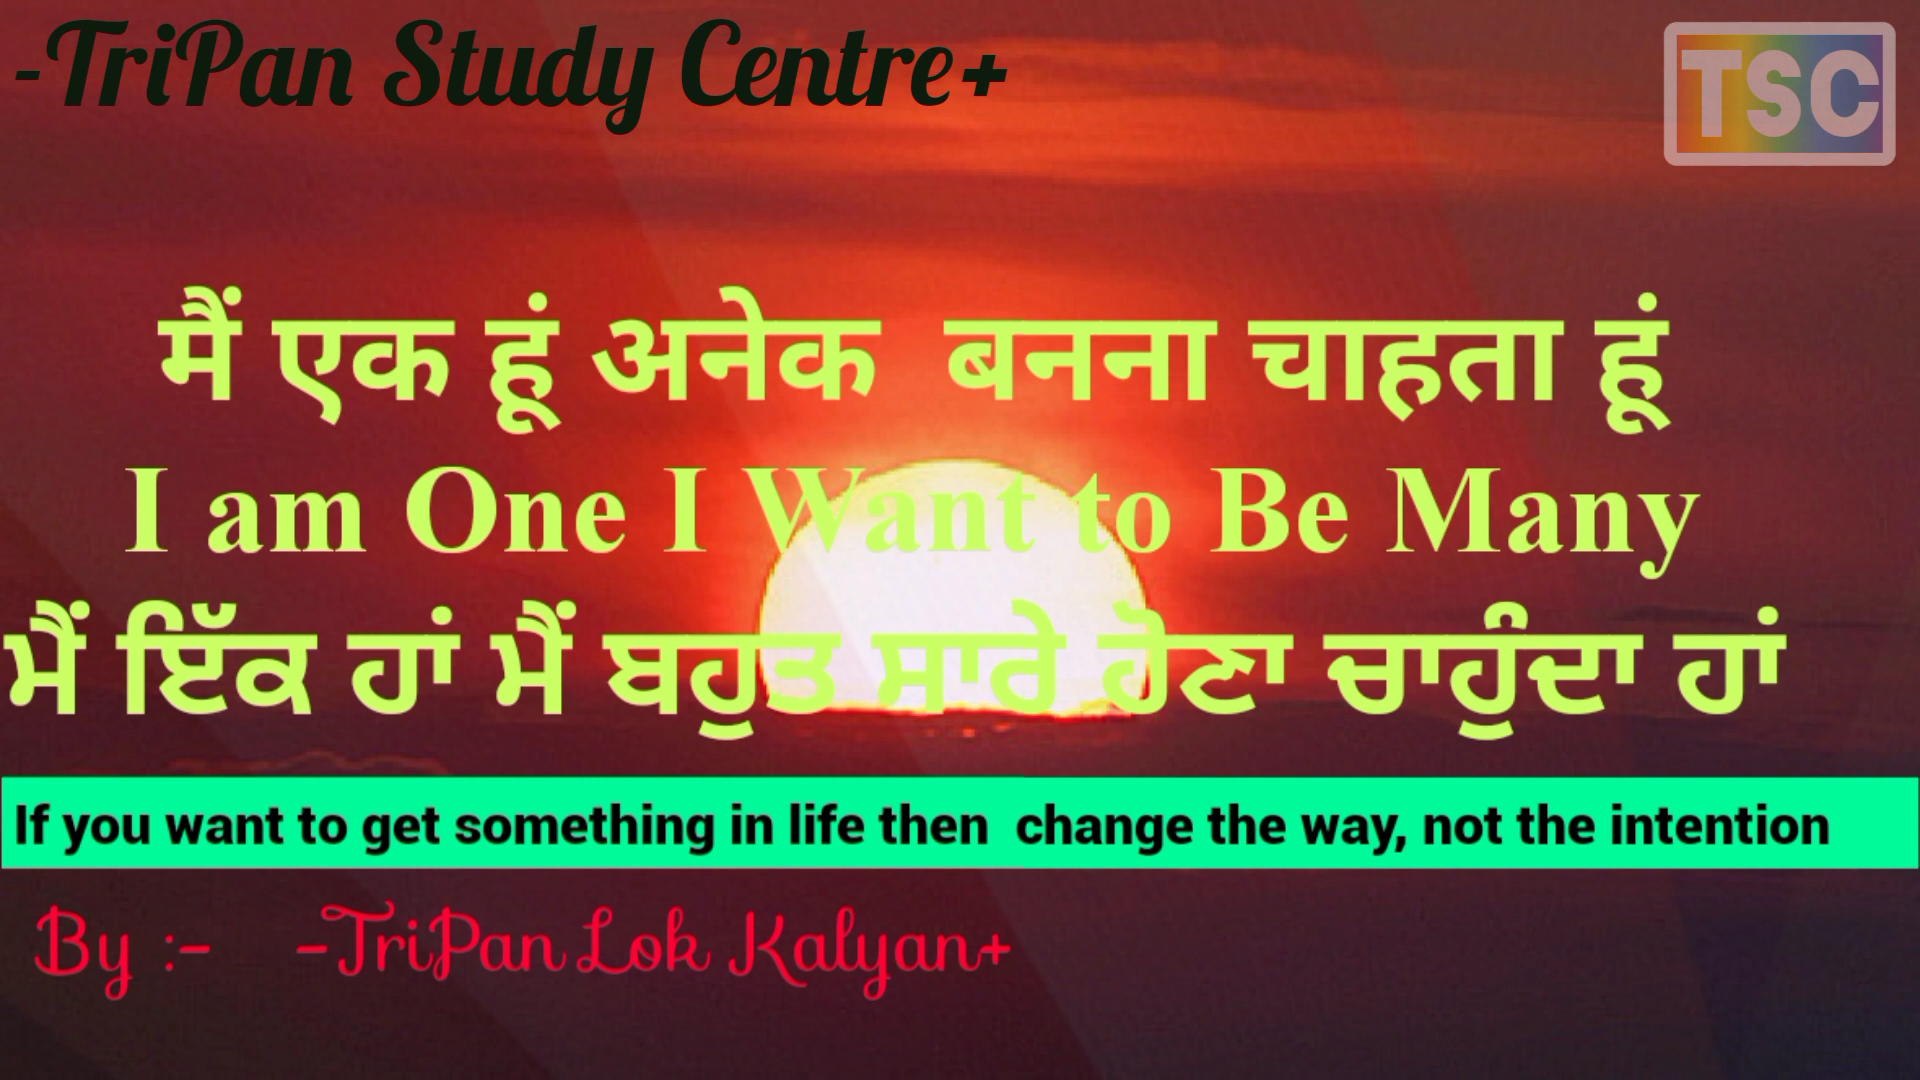 -TriPan Study Centre+
TSC
मैं एक हूं अनेक  बनना चाहता हूं
I am One I Want to Be Many
ਮੈਂ ਇੱਕ ਹਾਂ ਮੈਂ ਬਹੁਤ ਸਾਰੇ ਹੋਣਾ ਚਾਹੁੰਦਾ ਹਾਂ
If you want to get something in life then  change the way, not the intention
By :-    -TriPan Lok Kalyan+